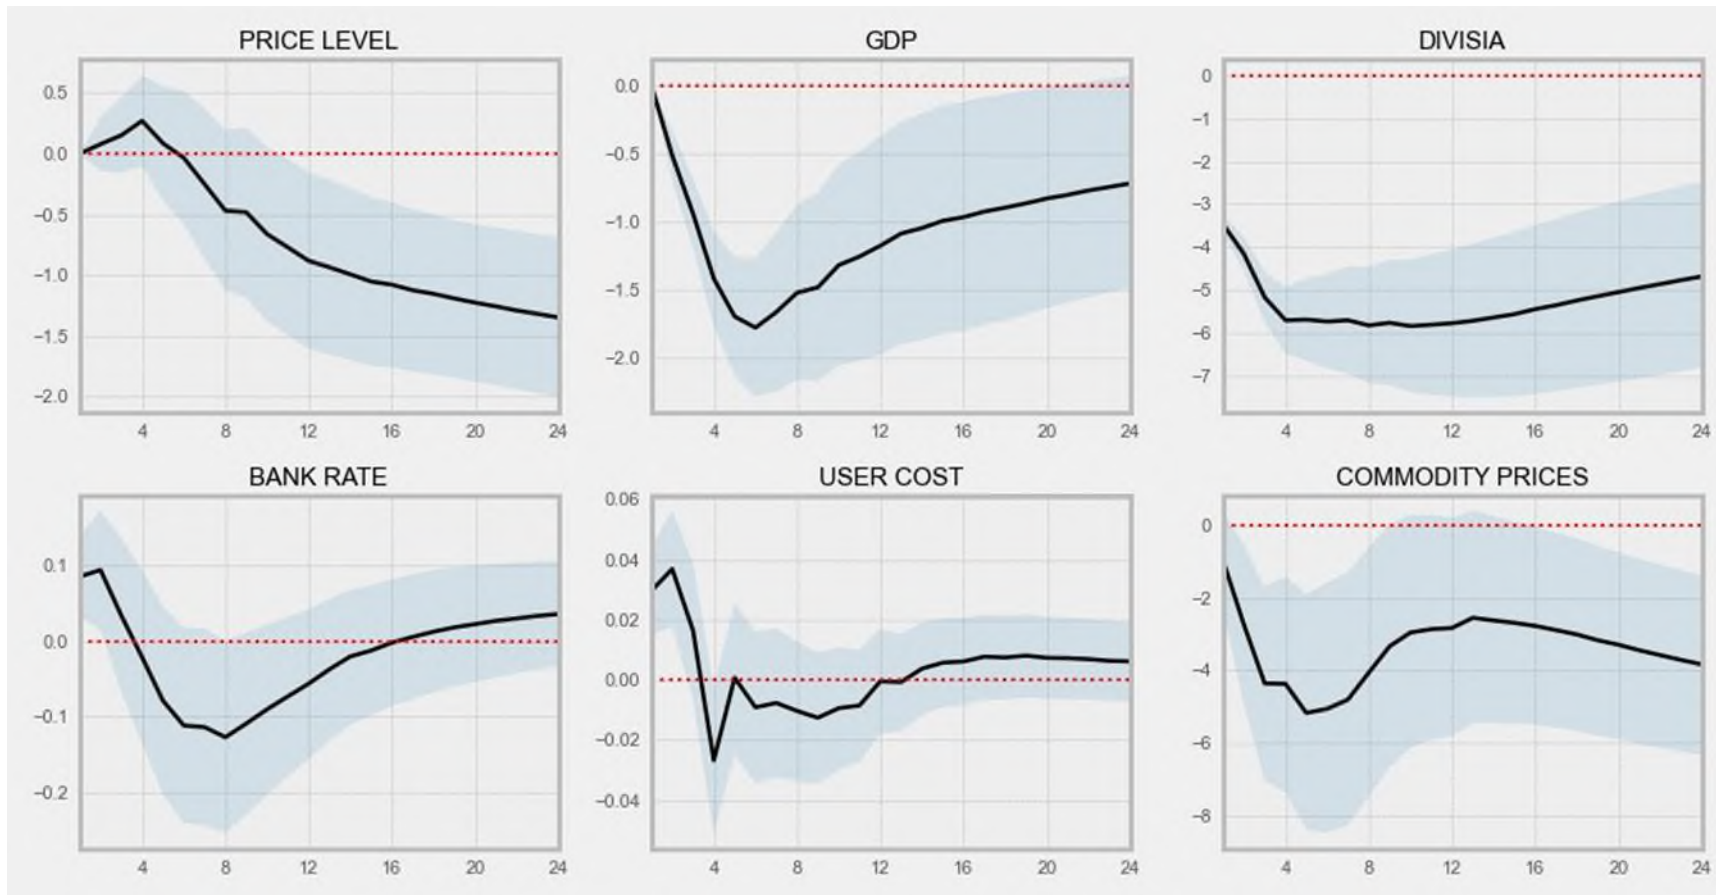 PRICE LEVEL
0.5
0.0
−0.5
−1.0
−1.5
−2.0
4 8 12 16 20 24
GDP
0.0
−0.5
−1.0
−1.5
−2.0
4 8 12 16 20 24
DIVISIA
0
−1
−2
−3
−4
−5
−6
−7
4 8 12 16 20 24
BANK RATE
0.1
0.0
−0.1
−0.2
4 8 12 16 20 24
USER COST
0.06
0.04
0.02
0.00
−0.02
−0.04
4 8 12 16 20 24
COMMODITY PRICES
0
−2
−4
−6
−8
4 8 12 16 20 24